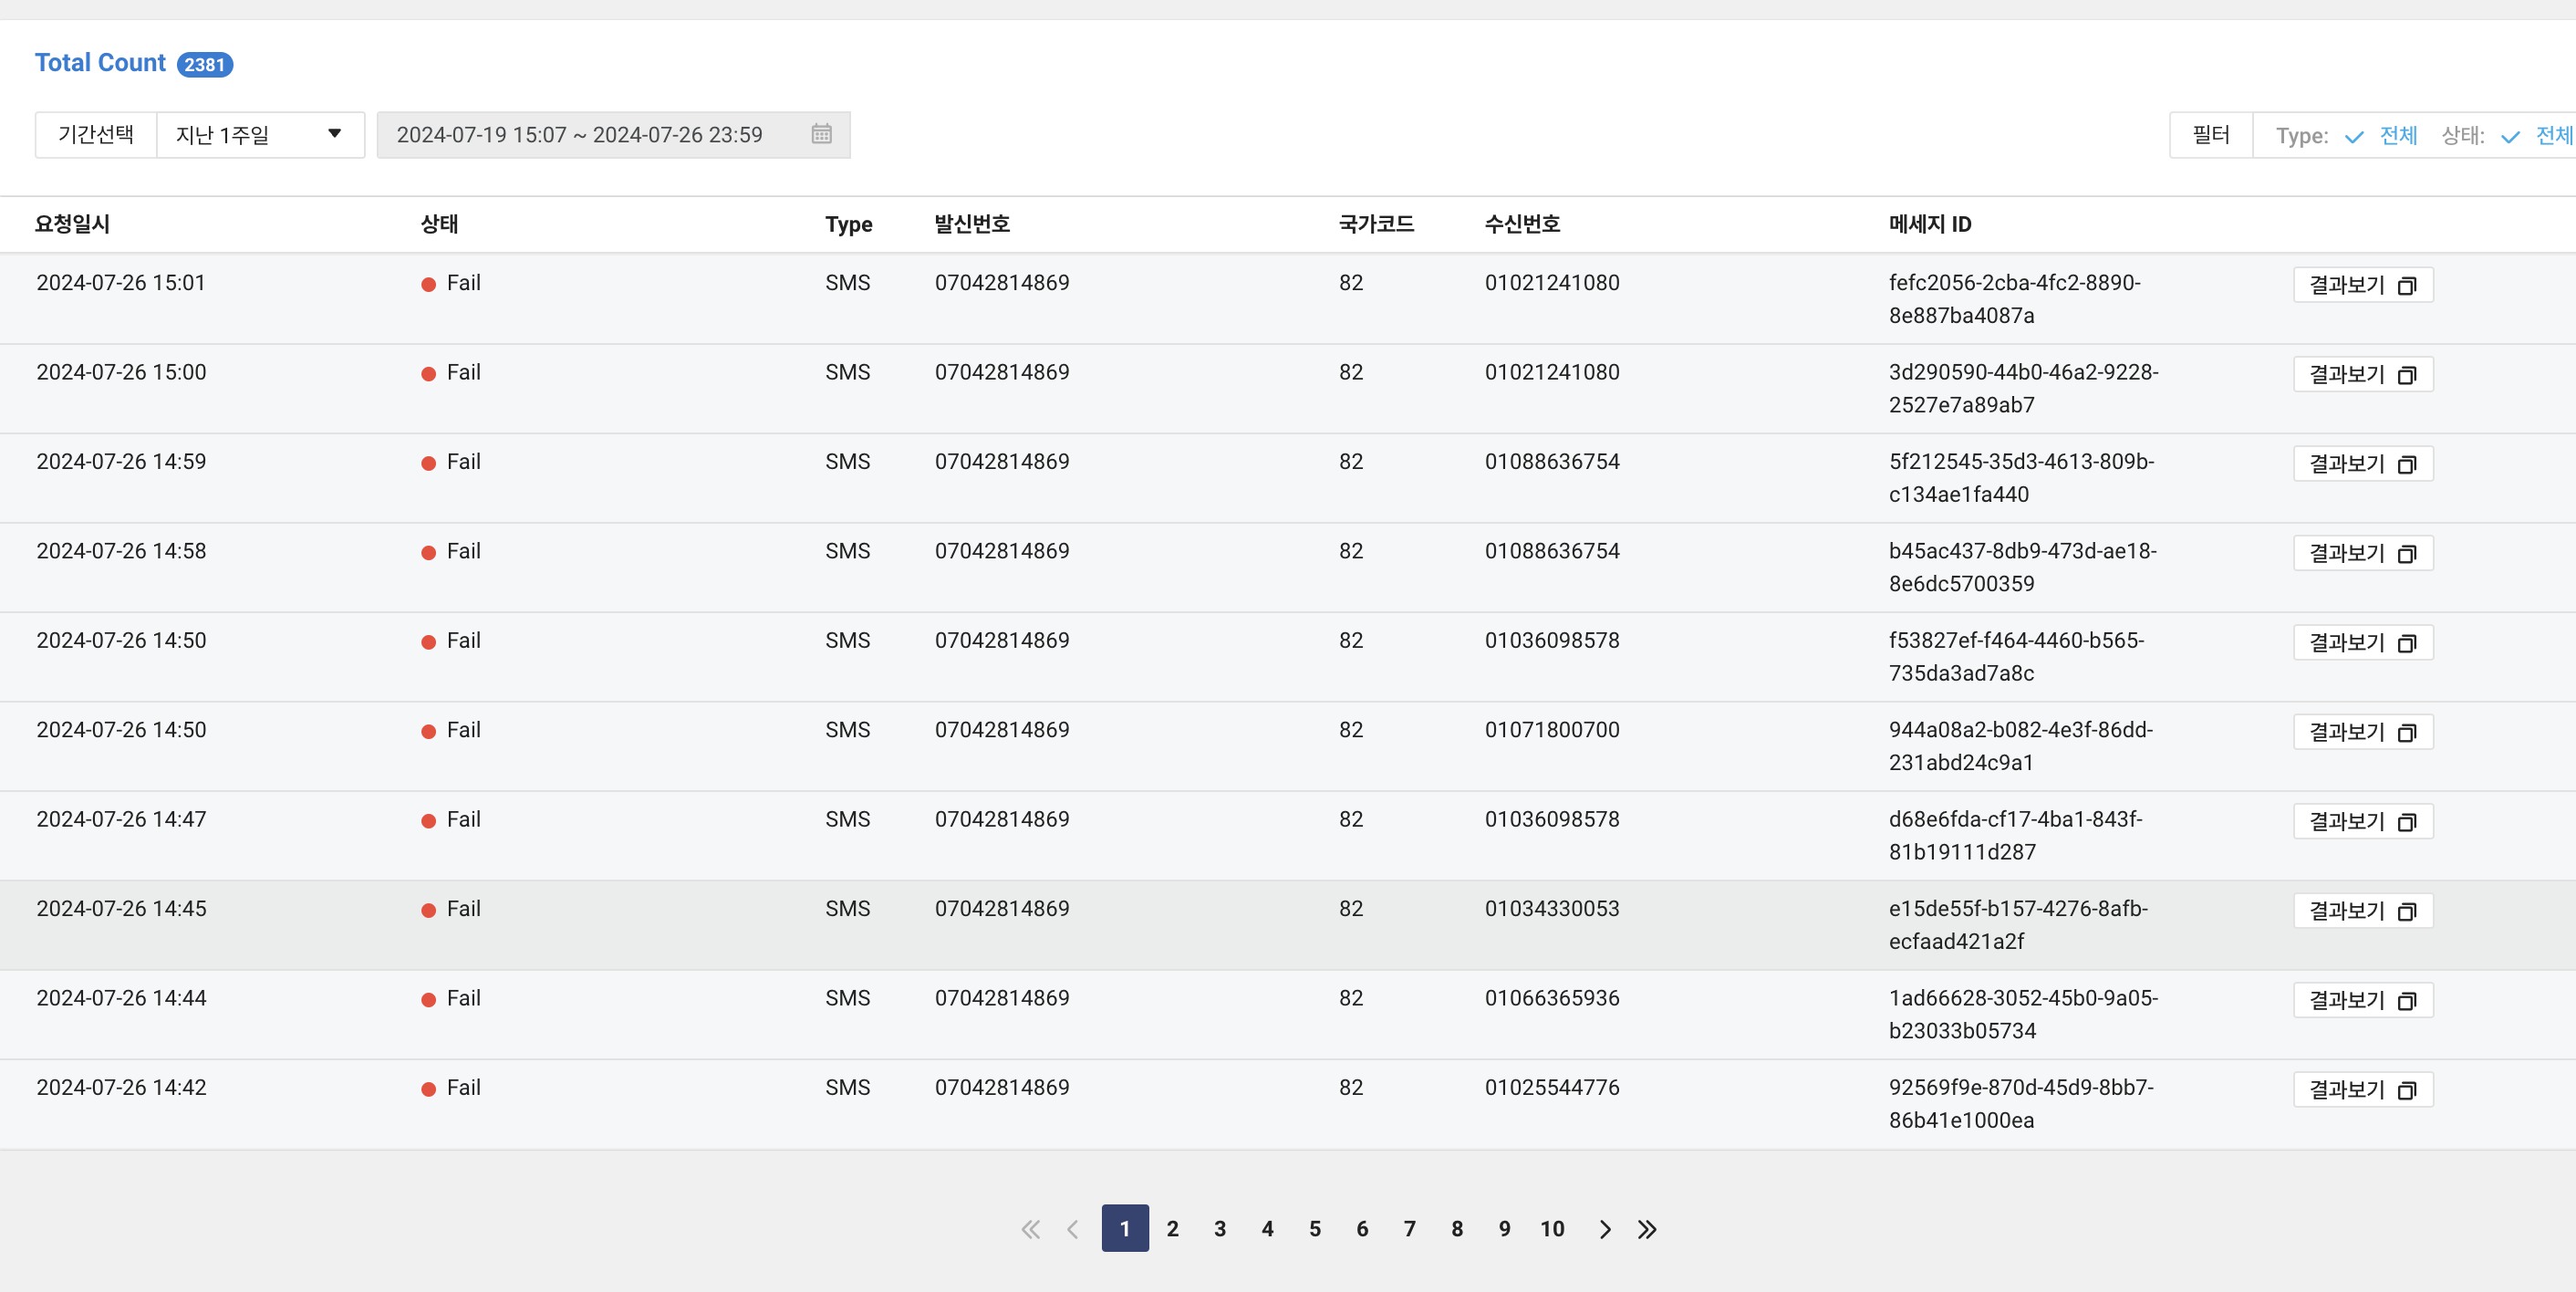 Total Count 2381
기간선택 지난 1주일 2024-07-19 15:07 ~ 2024-07-26 23:59 필터 Type: 전체 상태: 전체
요청일시 상태 Type 발신번호 국가코드 수신번호 메세지 ID
2024-07-26 15:01 Fail SMS 07042814869 82 01021241080 fefc2056-2cba-4fc2-8890- 결과보기
8e887ba4087a
2024-07-26 15:00 Fail SMS 07042814869 82 01021241080 3d290590-44b0-46a2-9228- 결과보기
2527e7a89ab7
2024-07-26 14:59 Fail SMS 07042814869 82 01088636754 5f212545-35d3-4613-809b- 결과보기
c134ae1fa440
2024-07-26 14:58 Fail SMS 07042814869 82 01088636754 b45ac437-8db9-473d-ae18- 결과보기
8e6dc5700359
2024-07-26 14:50 Fail SMS 07042814869 82 01036098578 f53827ef-f464-4460-b565- 결과보기
735da3ad7a8c
2024-07-26 14:50 Fail SMS 07042814869 82 01071800700 944a08a2-b082-4e3f-86dd- 결과보기
231abd24c9a1
2024-07-26 14:47 Fail SMS 07042814869 82 01036098578 d68e6fda-cf17-4ba1-843f- 결과보기
81b19111d287
2024-07-26 14:45 Fail SMS 07042814869 82 01034330053 e15de55f-b157-4276-8afb- 결과보기
ecfaad421a2f
2024-07-26 14:44 Fail SMS 07042814869 82 01066365936 1ad66628-3052-45b0-9a05- 결과보기
b23033b05734
2024-07-26 14:42 Fail SMS 07042814869 82 01025544776 92569f9e-870d-45d9-8bb7- 결과보기
86b41e1000ea
1 2 3 4 5 6 7 8 9 10